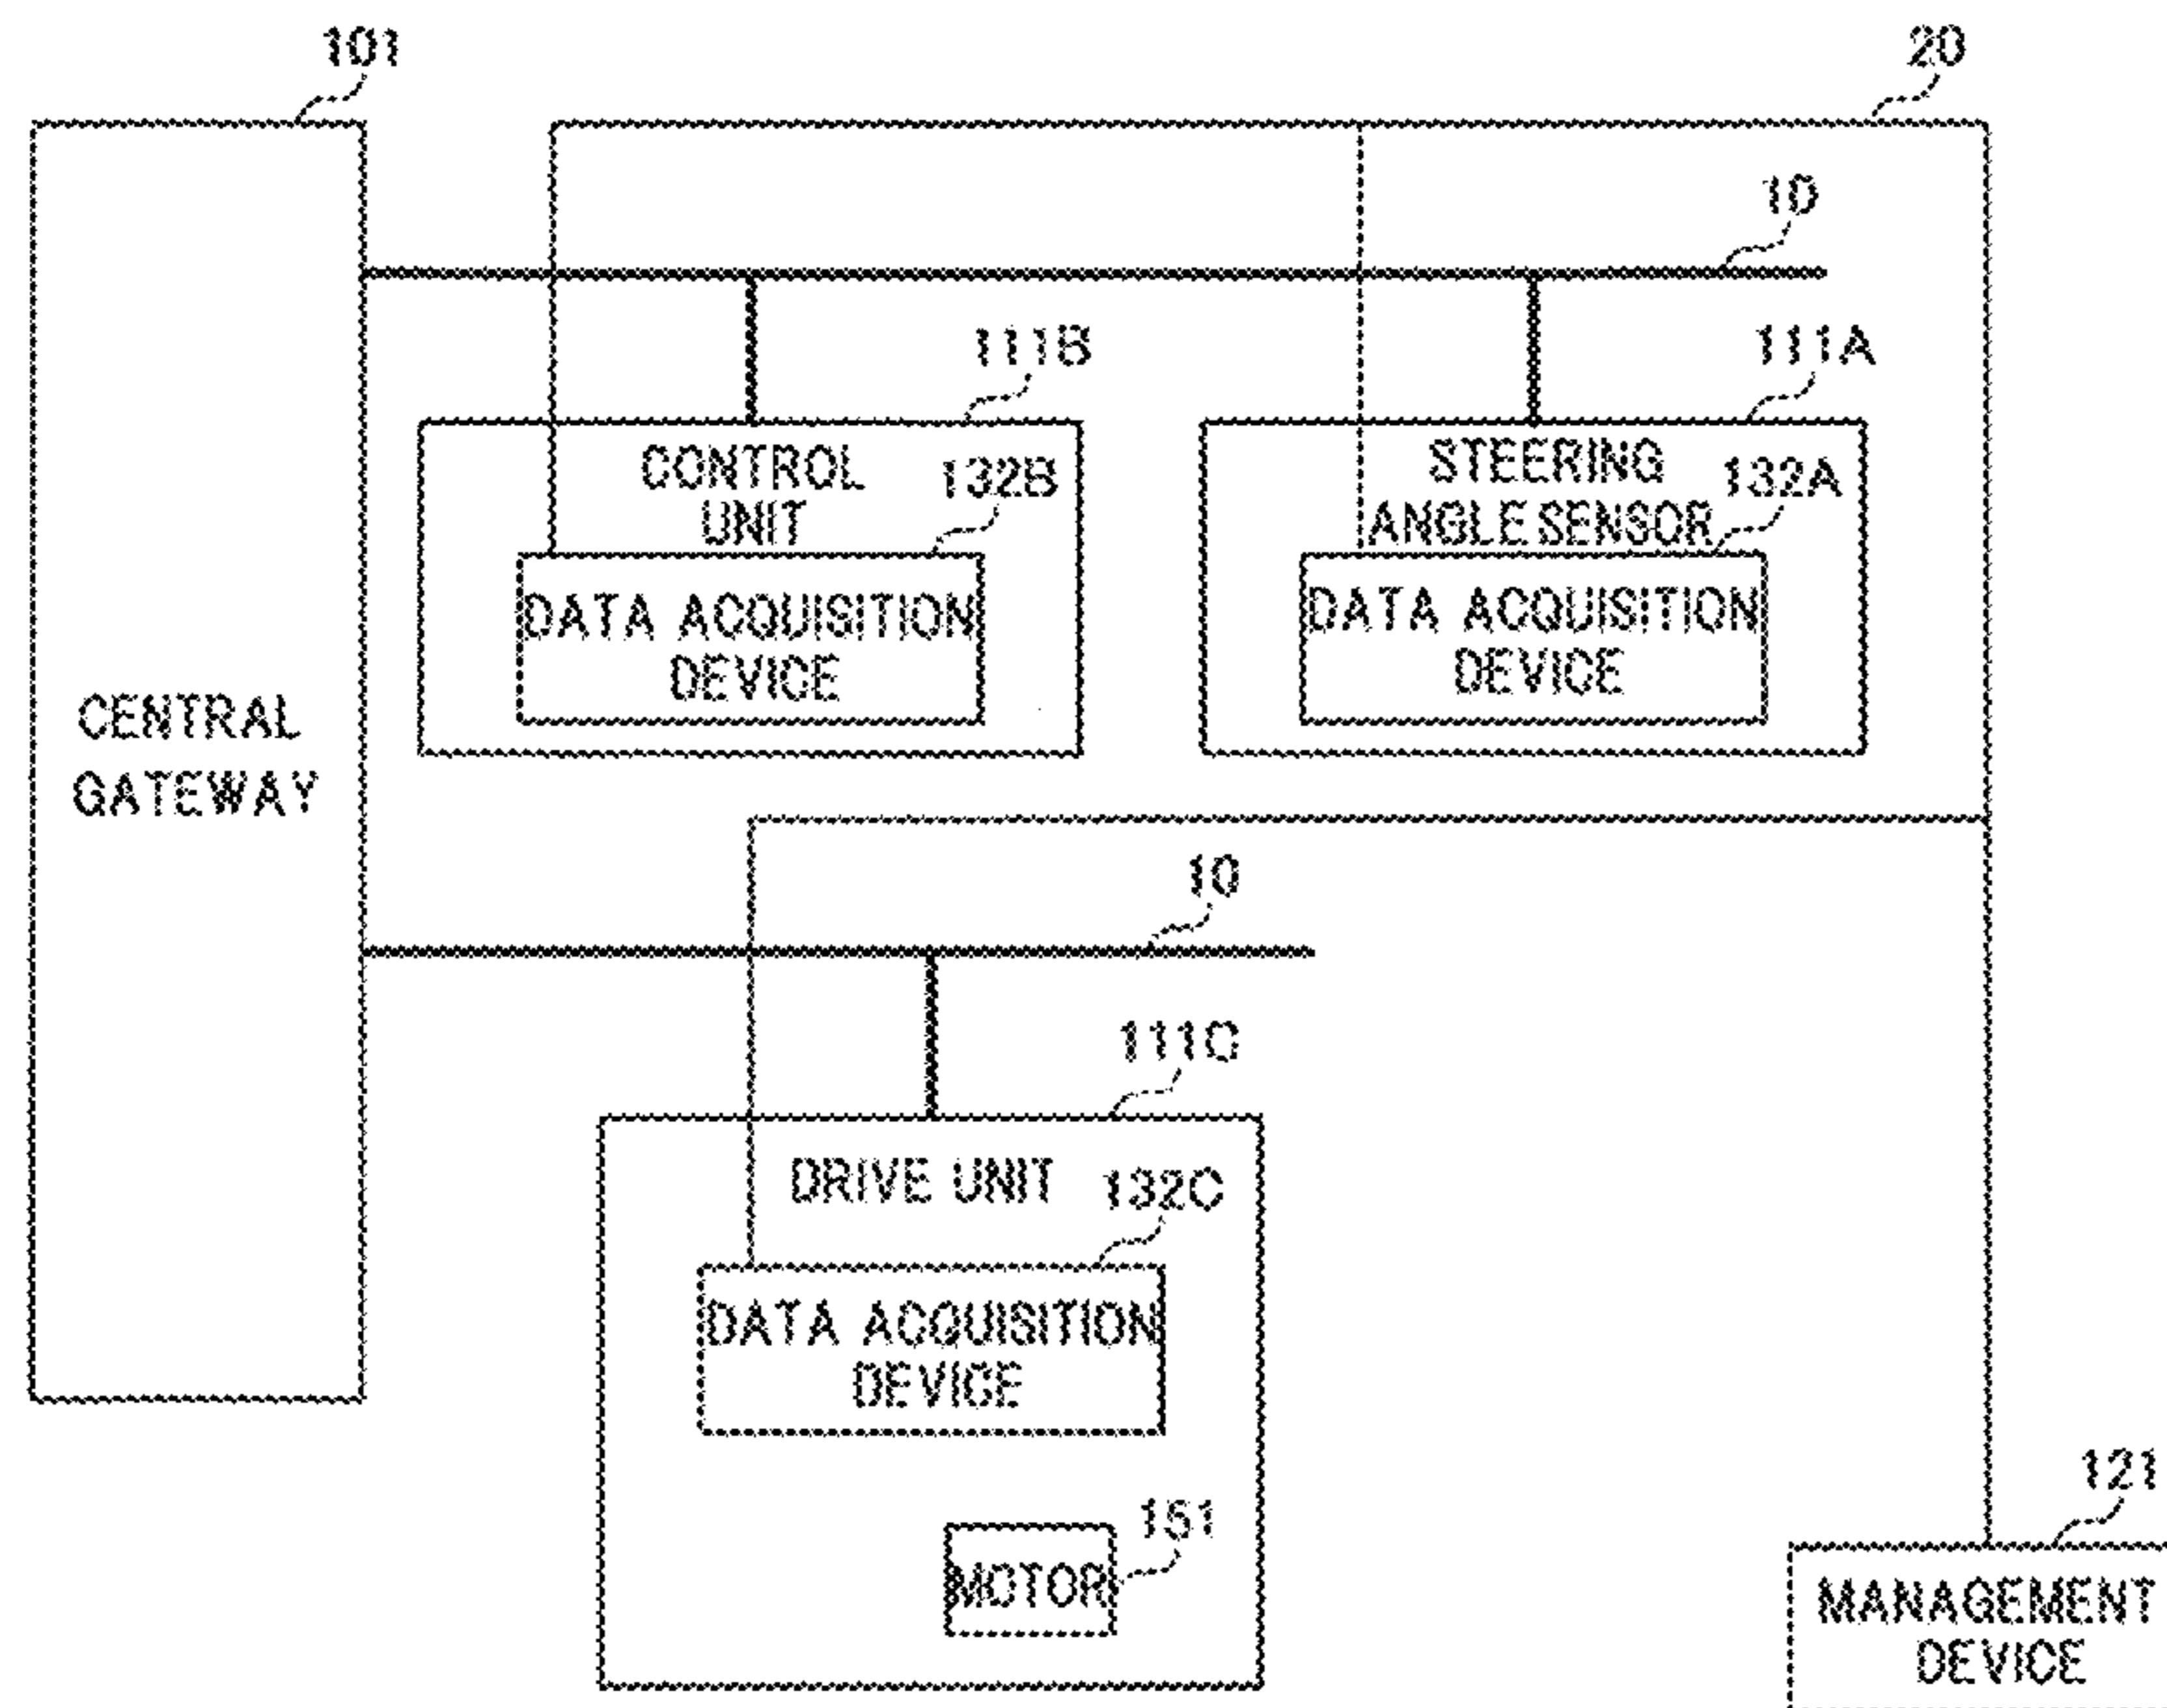 101
20
10
111B
111A
CONTROL
UNIT
132B
STEERING
ANGLE SENSOR
132A
DATA ACQUISITION
DEVICE
DATA ACQUISITION
DEVICE
CENTRAL
GATEWAY
10
111C
DRIVE UNIT
132C
DATA ACQUISITION
DEVICE
151
MOTOR
121
MANAGEMENT
DEVICE